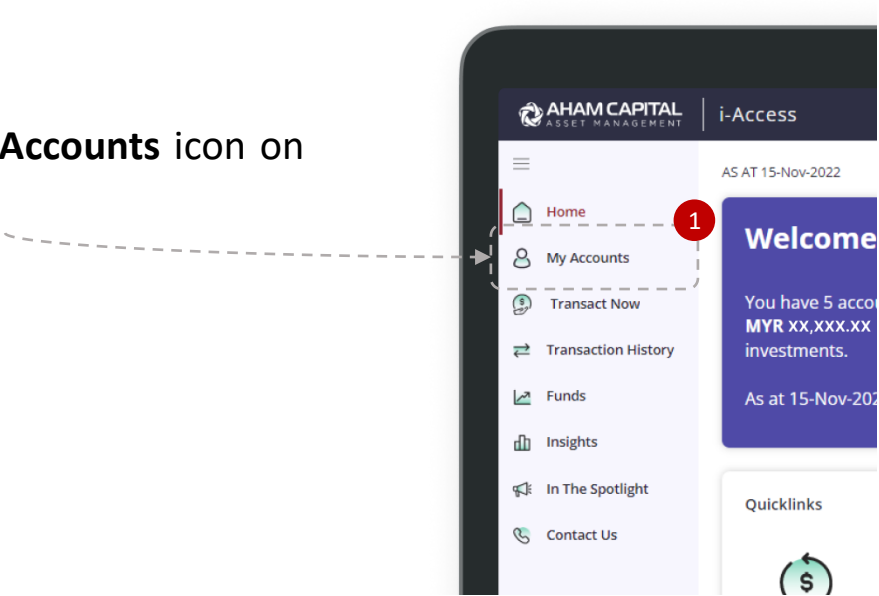 Accounts icon on
AHAM CAPITAL
ASSET MANAGEMENT
i-Access
AS AT 15-Nov-2022
Home
1
My Accounts
Transact Now
Transaction History
Funds
Insights
In The Spotlight
Contact Us
Welcome
You have 5 accou
MYR XX,XXX.XX
investments.
As at 15-Nov-202
Quicklinks
$